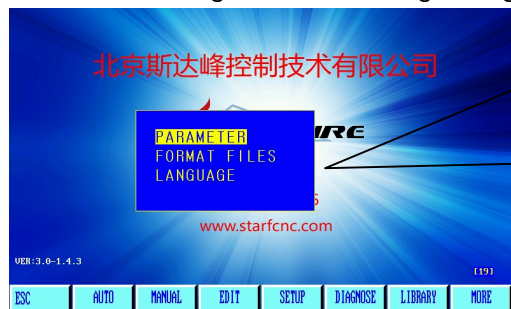 北京斯达峰控制技术有限公司
RE
PARAMETER
FORMAT FILES
LANGUAGE
www.starfcnc.com
VER:3.0-1.4.3
[19]
ESC AUTO MANUAL EDIT SETUP DIAGNOSE LIBRARY MORE